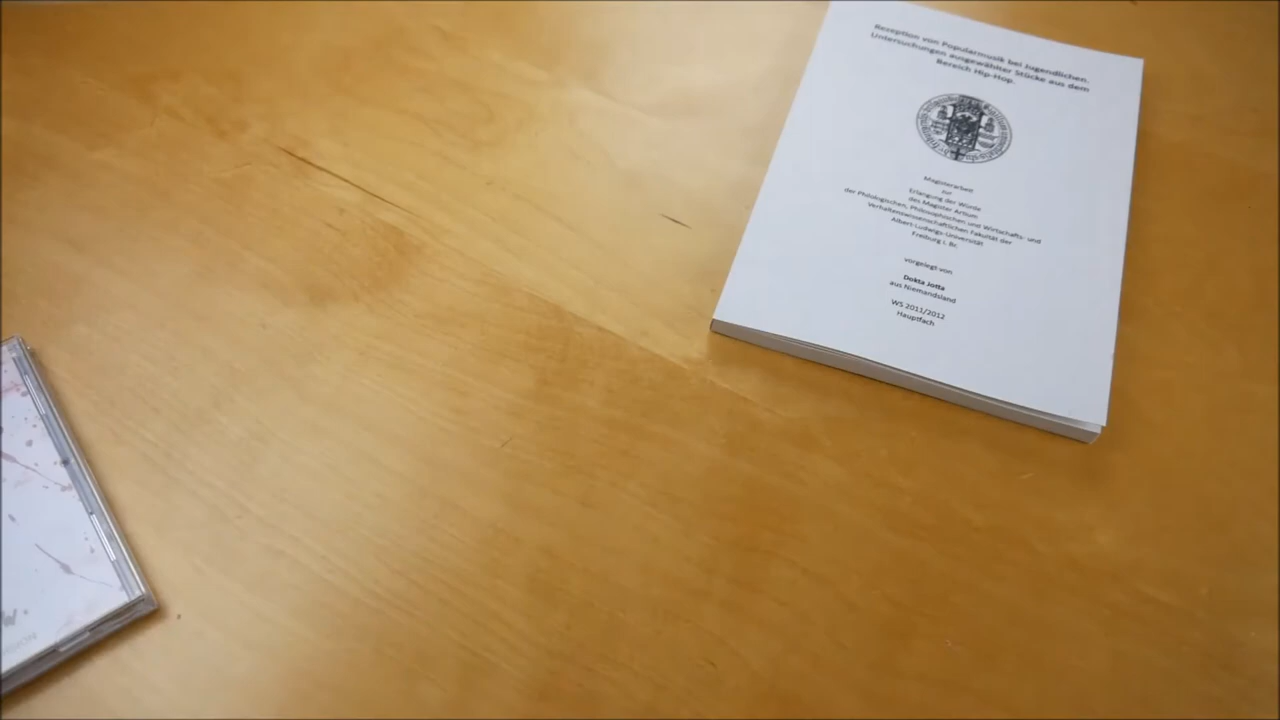 Rezeption von Popularmusik bei Jugendlichen.
Untersuchungen ausgewählter Stücke aus dem
Bereich Hip-Hop.
Magisterarbeit
zur
Erlangung der Würde
des Magister Artium
der Philologischen, Philosophischen und Wirtschafts- und
Verhaltenswissenschaftlichen Fakultät der
Albert-Ludwigs-Universität
Freiburg i. Br.
vorgelegt von
Dokta Jotta
aus Niemandsland
WS 2011/2012
Hauptfach